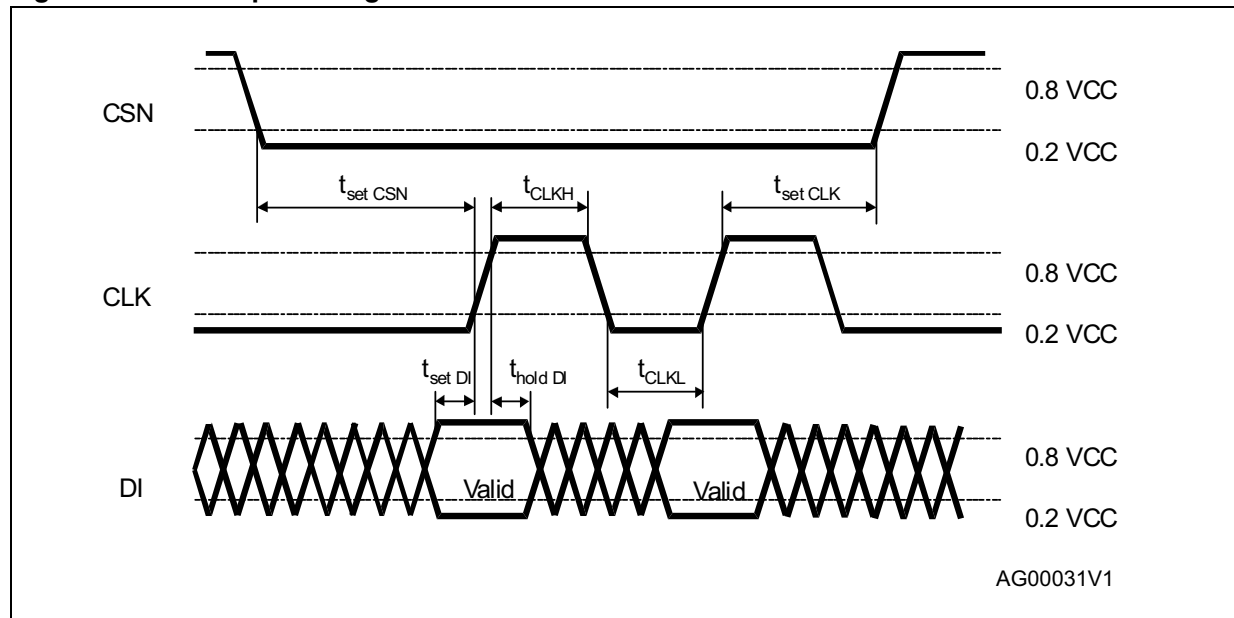 0.8 VCC
CSN
0.2 VCC
tset CSN
tCLKH
tset CLK
0.8 VCC
CLK
0.2 VCC
tset DI
thold DI
tCLKL
0.8 VCC
DI
Valid
Valid
0.2 VCC
AG00031V1